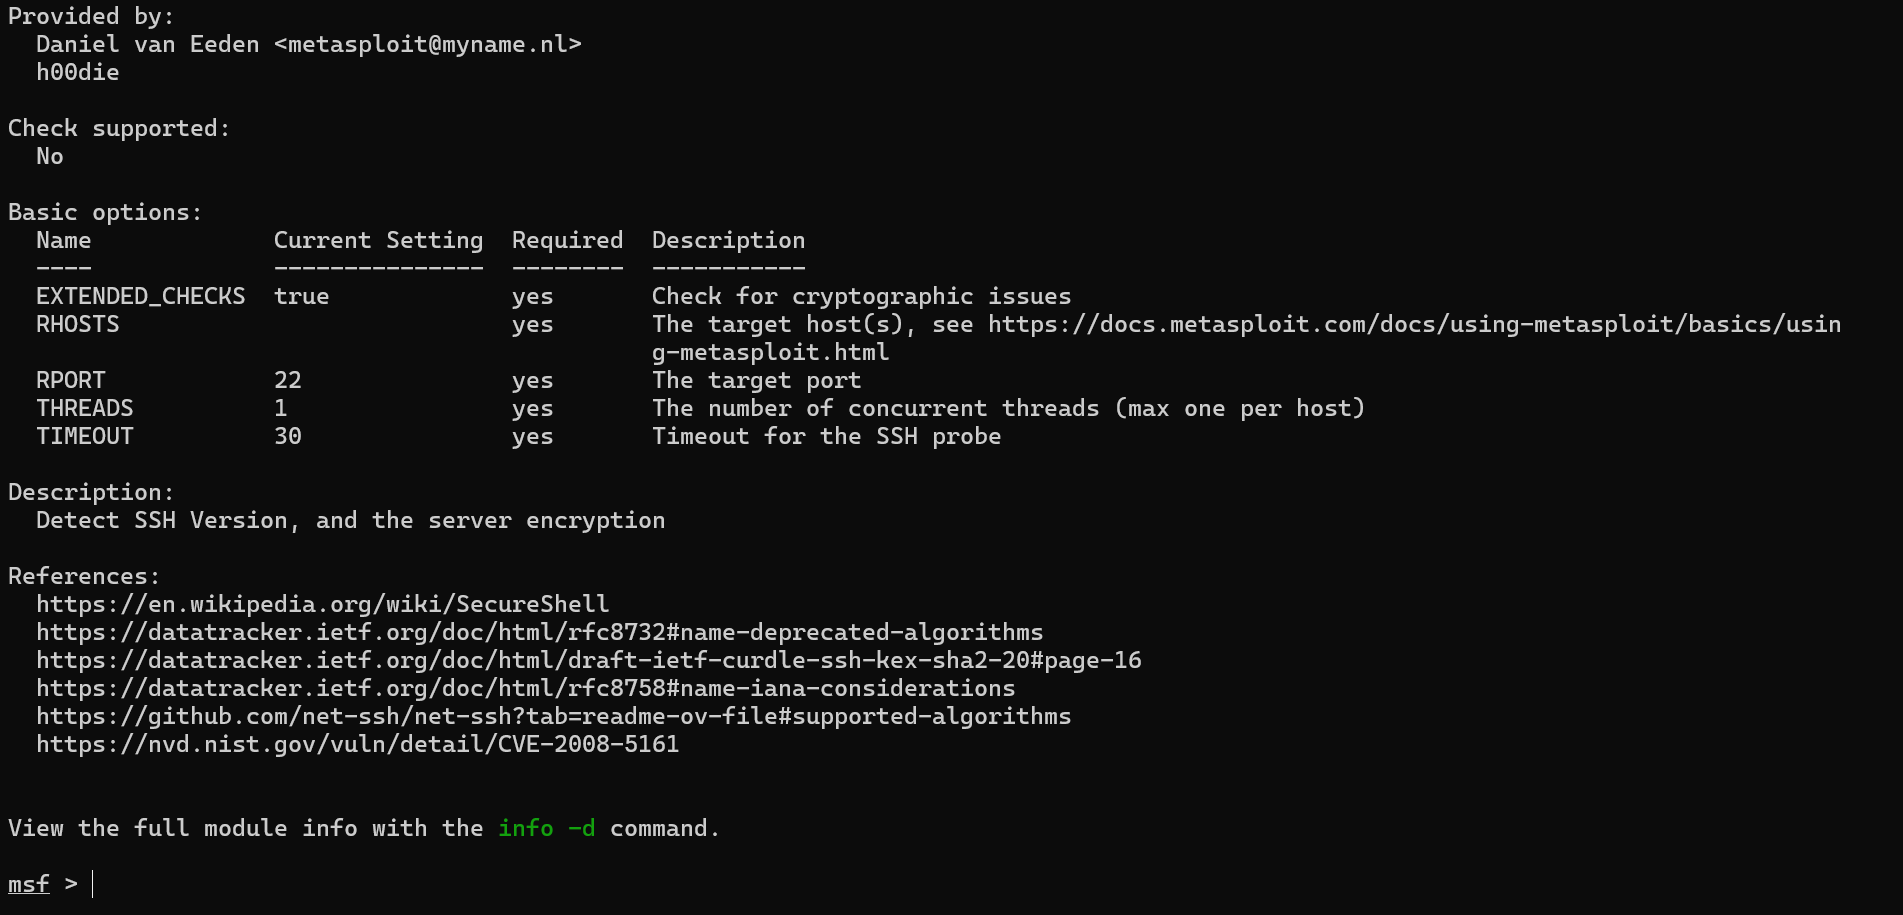 Provided by:
  Daniel van Eeden <metasploit@myname.nl>
  h00die

Check supported:
  No

Basic options:
  Name             Current Setting  Required  Description
  ----             ---------------  --------  -----------
  EXTENDED_CHECKS  true             yes       Check for cryptographic issues
  RHOSTS                            yes       The target host(s), see https://docs.metasploit.com/docs/using-metasploit/basics/usin
                                              g-metasploit.html
  RPORT            22               yes       The target port
  THREADS          1                yes       The number of concurrent threads (max one per host)
  TIMEOUT          30               yes       Timeout for the SSH probe

Description:
  Detect SSH Version, and the server encryption

References:
  https://en.wikipedia.org/wiki/SecureShell
  https://datatracker.ietf.org/doc/html/rfc8732#name-deprecated-algorithms
  https://datatracker.ietf.org/doc/html/draft-ietf-curdle-ssh-kex-sha2-20#page-16
  https://datatracker.ietf.org/doc/html/rfc8758#name-iana-considerations
  https://github.com/net-ssh/net-ssh?tab=readme-ov-file#supported-algorithms
  https://nvd.nist.gov/vuln/detail/CVE-2008-5161


View the full module info with the info -d command.

msf >